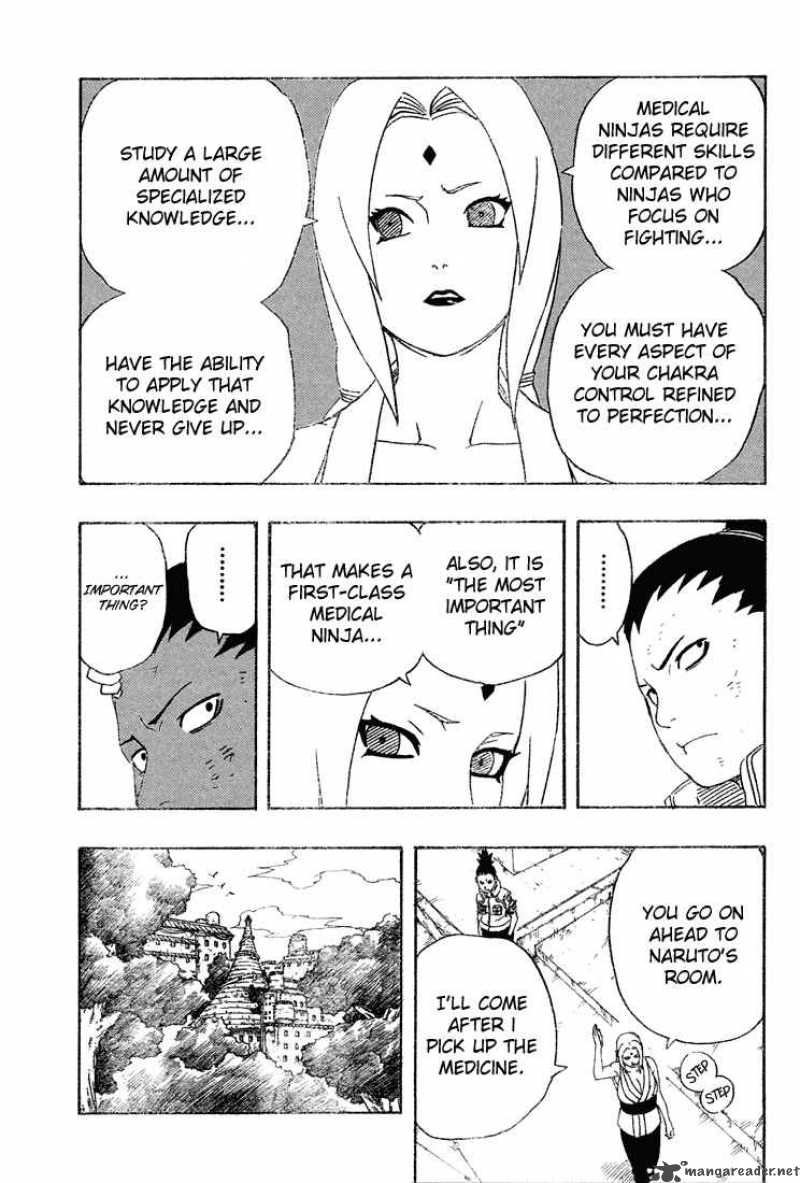 MEDICAL
NINJAS REQUIRE
DIFFERENT SKILLS
COMPARED TO
NINJAS WHO
FOCUS ON
FIGHTING...
YOU MUST HAVE
EVERY ASPECT OF
YOUR CHAKRA
CONTROL REFINED
TO PERFECTION...
STUDY A LARGE
AMOUNT OF
SPECIALIZED
KNOWLEDGE...
HAVE THE ABILITY
TO APPLY THAT
KNOWLEDGE AND
NEVER GIVE UP...
.........
ALSO, IT IS
"THE MOST
IMPORTANT
THING"
THAT MAKES A
FIRST-CLASS
MEDICAL
NINJA...
.........
...
IMPORTANT
THING?
YOU GO ON
AHEAD TO
NARUTO'S
ROOM.
I'LL COME
AFTER I
PICK UP THE
MEDICINE.
STEP
STEP
mangareader.net